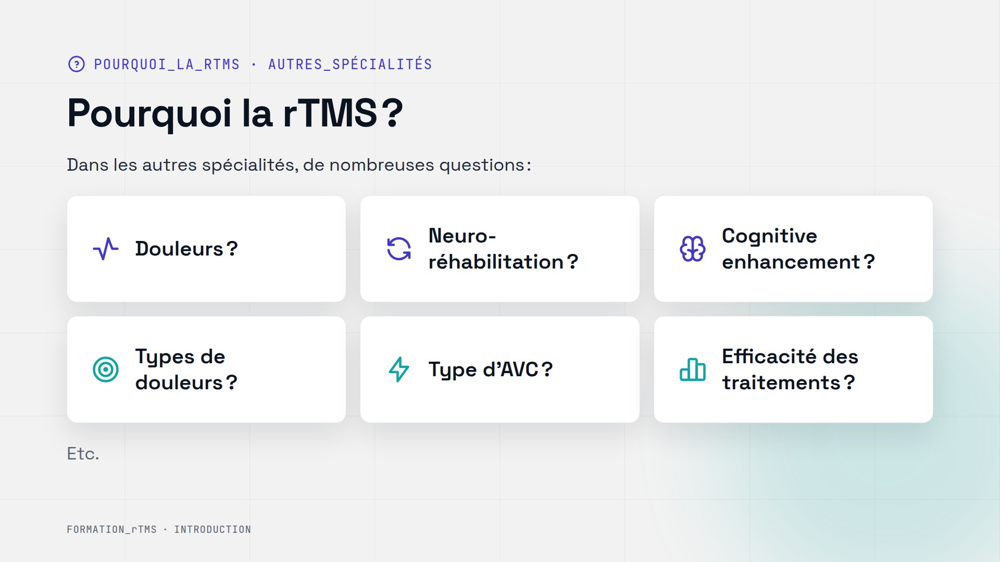 POURQUOI_LA_RTMS · AUTRES_SPÉCIALITÉS
Pourquoi la rTMS ?
Dans les autres spécialités, de nombreuses questions :
Douleurs ?
Neuro-
réhabilitation ?
Cognitive
enhancement ?
Types de
douleurs ?
Type d’AVC ?
Efficacité des
traitements ?
Etc.
FORMATION_rTMS · INTRODUCTION